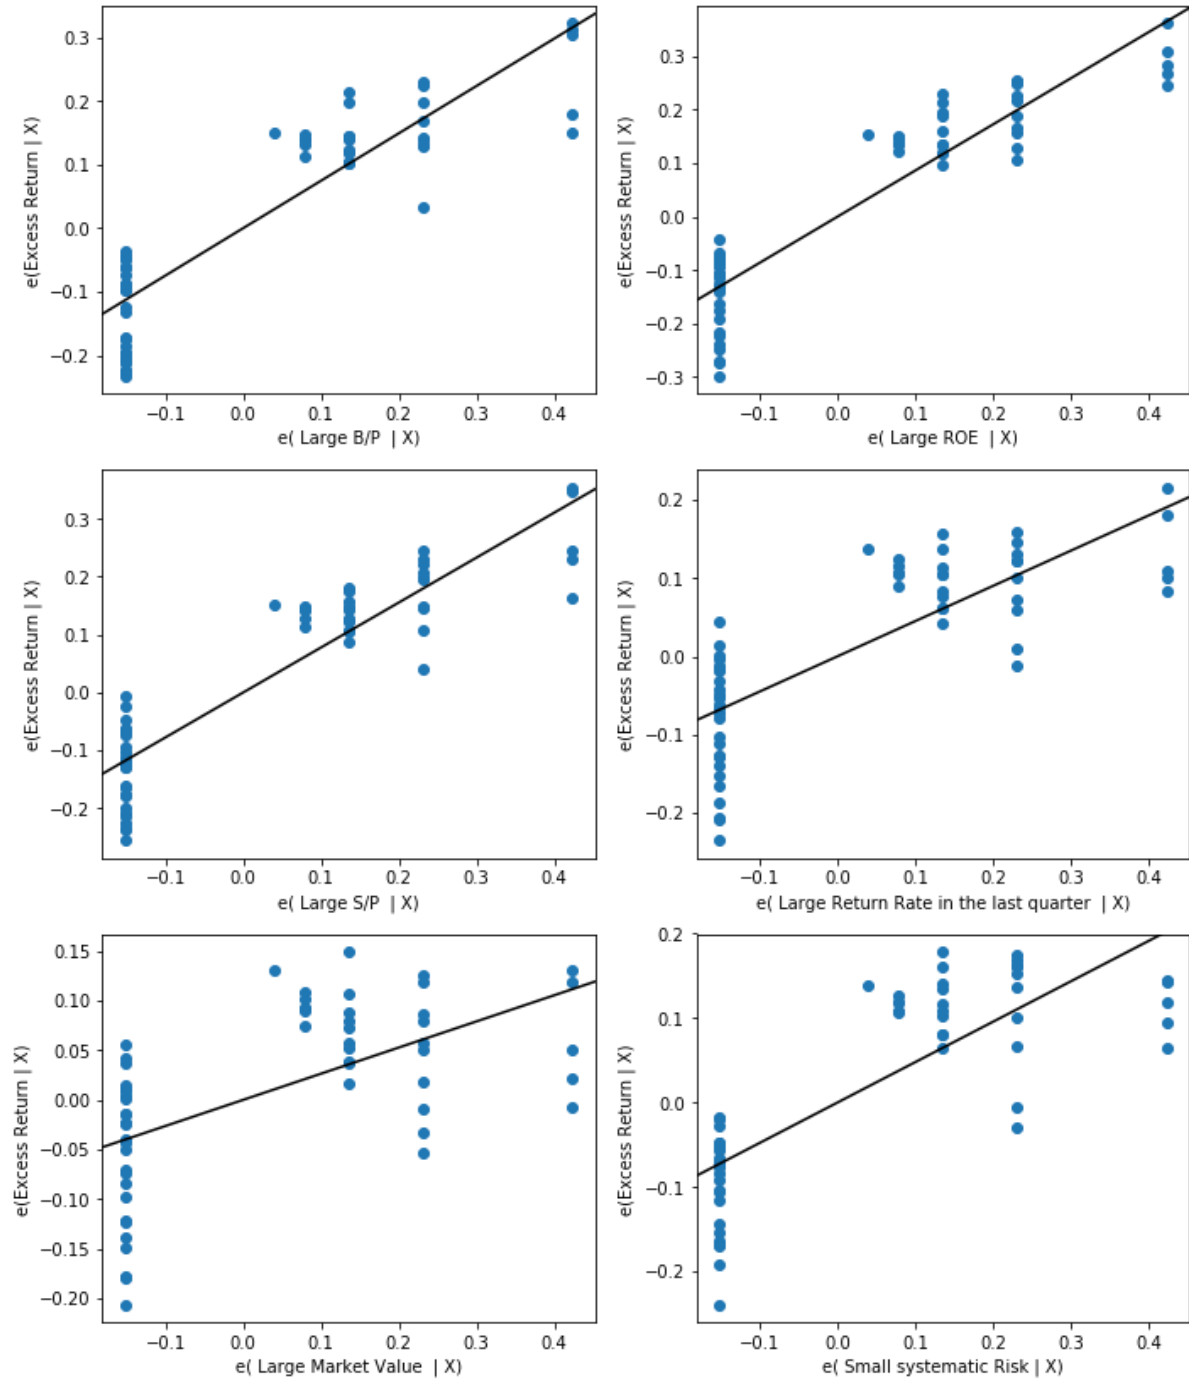 0.3
0.2
0.1
0.0
−0.1
−0.2
e(Excess Return | X)
−0.1 0.0 0.1 0.2 0.3 0.4
e( Large B/P | X)
0.3
0.2
0.1
0.0
−0.1
−0.2
−0.3
e(Excess Return | X)
−0.1 0.0 0.1 0.2 0.3 0.4
e( Large ROE | X)
0.3
0.2
0.1
0.0
−0.1
−0.2
e(Excess Return | X)
−0.1 0.0 0.1 0.2 0.3 0.4
e( Large S/P | X)
0.2
0.1
0.0
−0.1
−0.2
e(Excess Return | X)
−0.1 0.0 0.1 0.2 0.3 0.4
e( Large Return Rate in the last quarter | X)
0.15
0.10
0.05
0.00
−0.05
−0.10
−0.15
−0.20
e(Excess Return | X)
−0.1 0.0 0.1 0.2 0.3 0.4
e( Large Market Value | X)
0.2
0.1
0.0
−0.1
−0.2
e(Excess Return | X)
−0.1 0.0 0.1 0.2 0.3 0.4
e( Small systematic Risk | X)